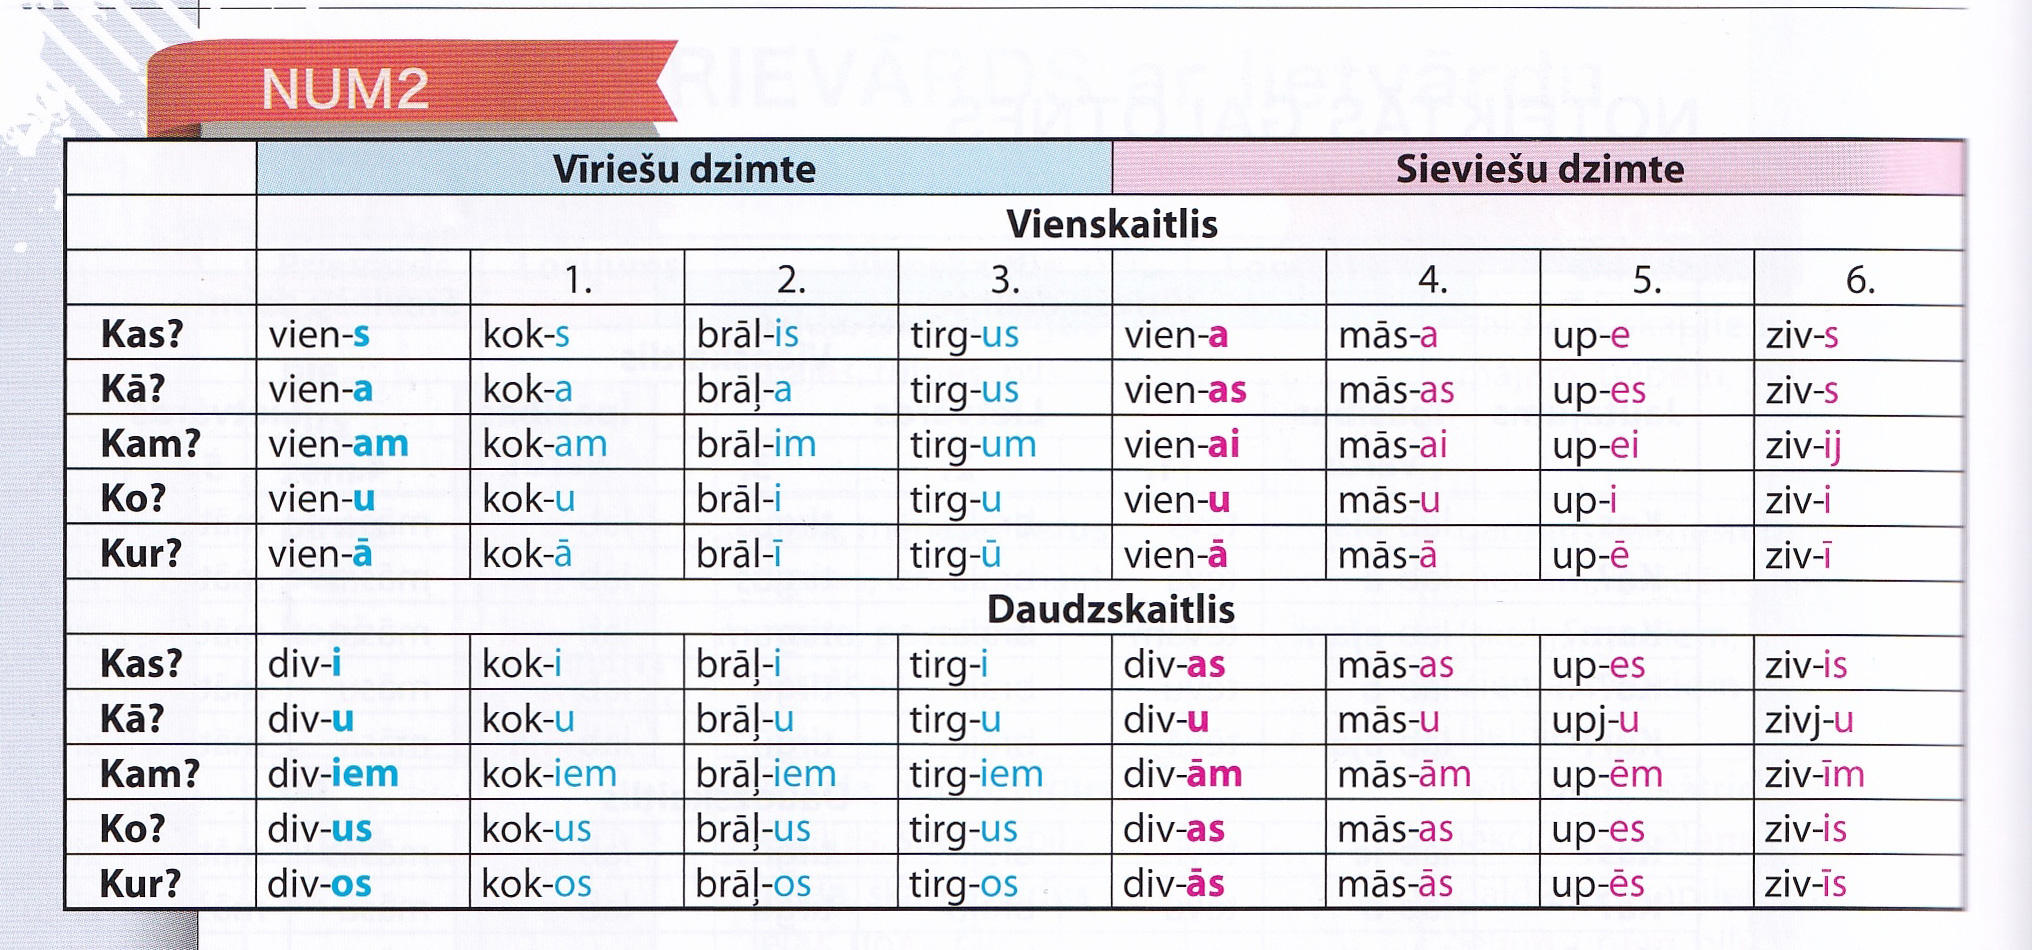 NUM2
Vīriešu dzimte Sieviešu dzimte
Vienskaitlis
1. 2. 3. 4. 5. 6.
Kas? vien-s kok-s brāl-is tirg-us vien-a mās-a up-e ziv-s
Kā? vien-a kok-a brāļ-a tirg-us vien-as mās-as up-es ziv-s
Kam? vien-am kok-am brāl-im tirg-um vien-ai mās-ai up-ei ziv-ij
Ko? vien-u kok-u brāl-i tirg-u vien-u mās-u up-i ziv-i
Kur? vien-ā kok-ā brāl-ī tirg-ū vien-ā mās-ā up-ē ziv-ī
Daudzskaitlis
Kas? div-i kok-i brāļ-i tirg-i div-as mās-as up-es ziv-is
Kā? div-u kok-u brāļ-u tirg-u div-u mās-u upj-u zivj-u
Kam? div-iem kok-iem brāļ-iem tirg-iem div-ām mās-ām up-ēm ziv-īm
Ko? div-us kok-us brāļ-us tirg-us div-as mās-as up-es ziv-is
Kur? div-os kok-os brāļ-os tirg-os div-ās mās-ās up-ēs ziv-īs